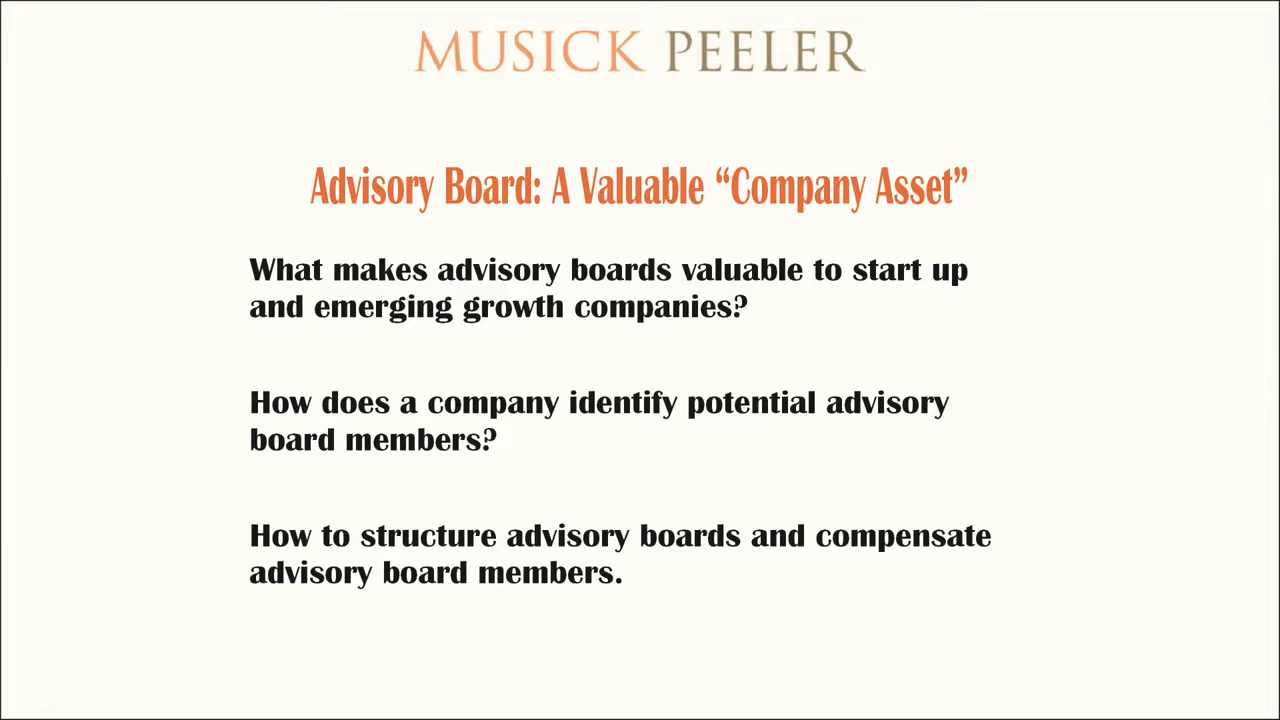 MUSICK PEELER
Advisory Board: A Valuable “Company Asset”
What makes advisory boards valuable to start up
and emerging growth companies?
How does a company identify potential advisory
board members?
How to structure advisory boards and compensate
advisory board members.